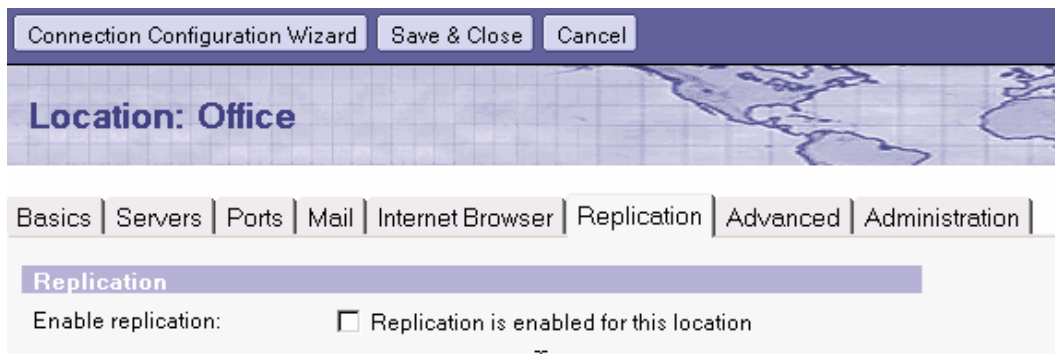 Connection Configuration Wizard Save & Close Cancel
Location: Office
Basics Servers Ports Mail Internet Browser Replication Advanced Administration
Replication
Enable replication: Replication is enabled for this location